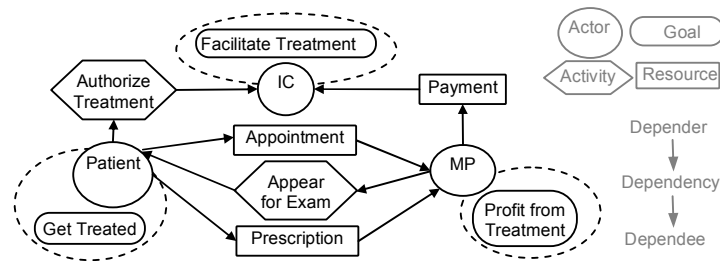 Facilitate Treatment
IC
Authorize
Treatment
Payment
Patient
Appointment
MP
Appear
for Exam
Get Treated
Prescription
Profit from
Treatment
Actor
Goal
Activity
Resource
Depender
Dependency
Dependee